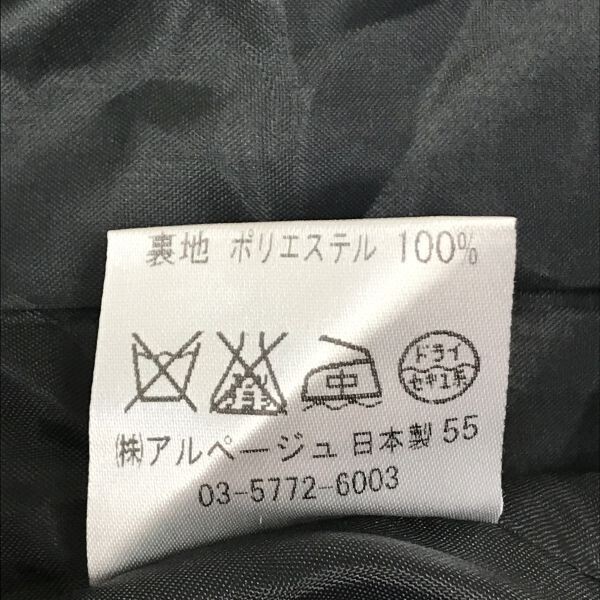 裏地 ポリエステル 100%
中 ドライ
セキユ系
㈱アルページュ 日本製 55
03-5772-6003